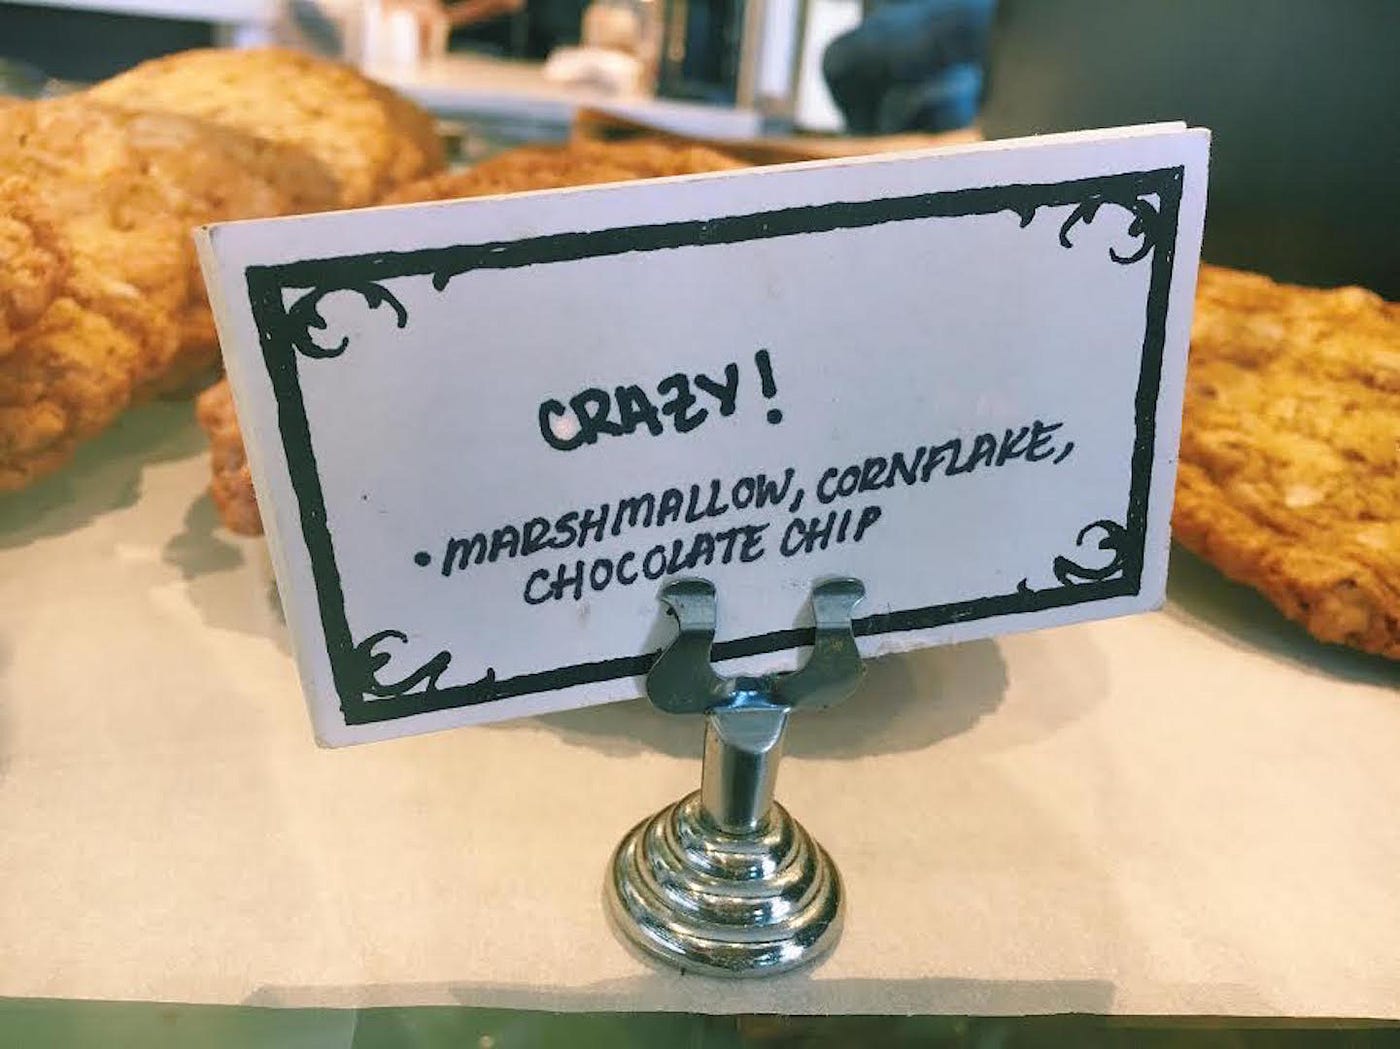 CRAZY!
• MARSHMALLOW, CORNFLAKE,
CHOCOLATE CHIP